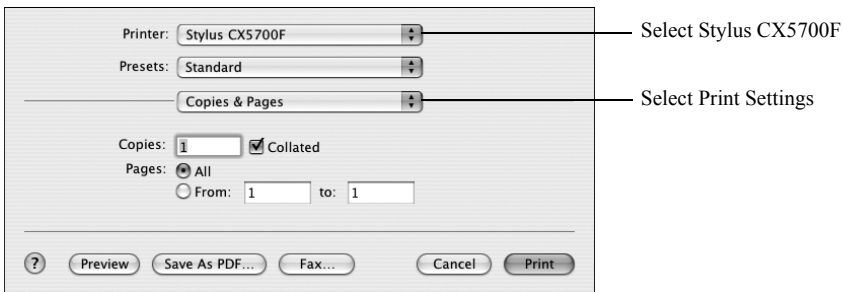 Printer: Stylus CX5700F
Select Stylus CX5700F
Presets: Standard
Copies & Pages
Select Print Settings
Copies: 1 Collated
Pages: All
From: 1 to: 1
? Preview Save As PDF... Fax... Cancel Print